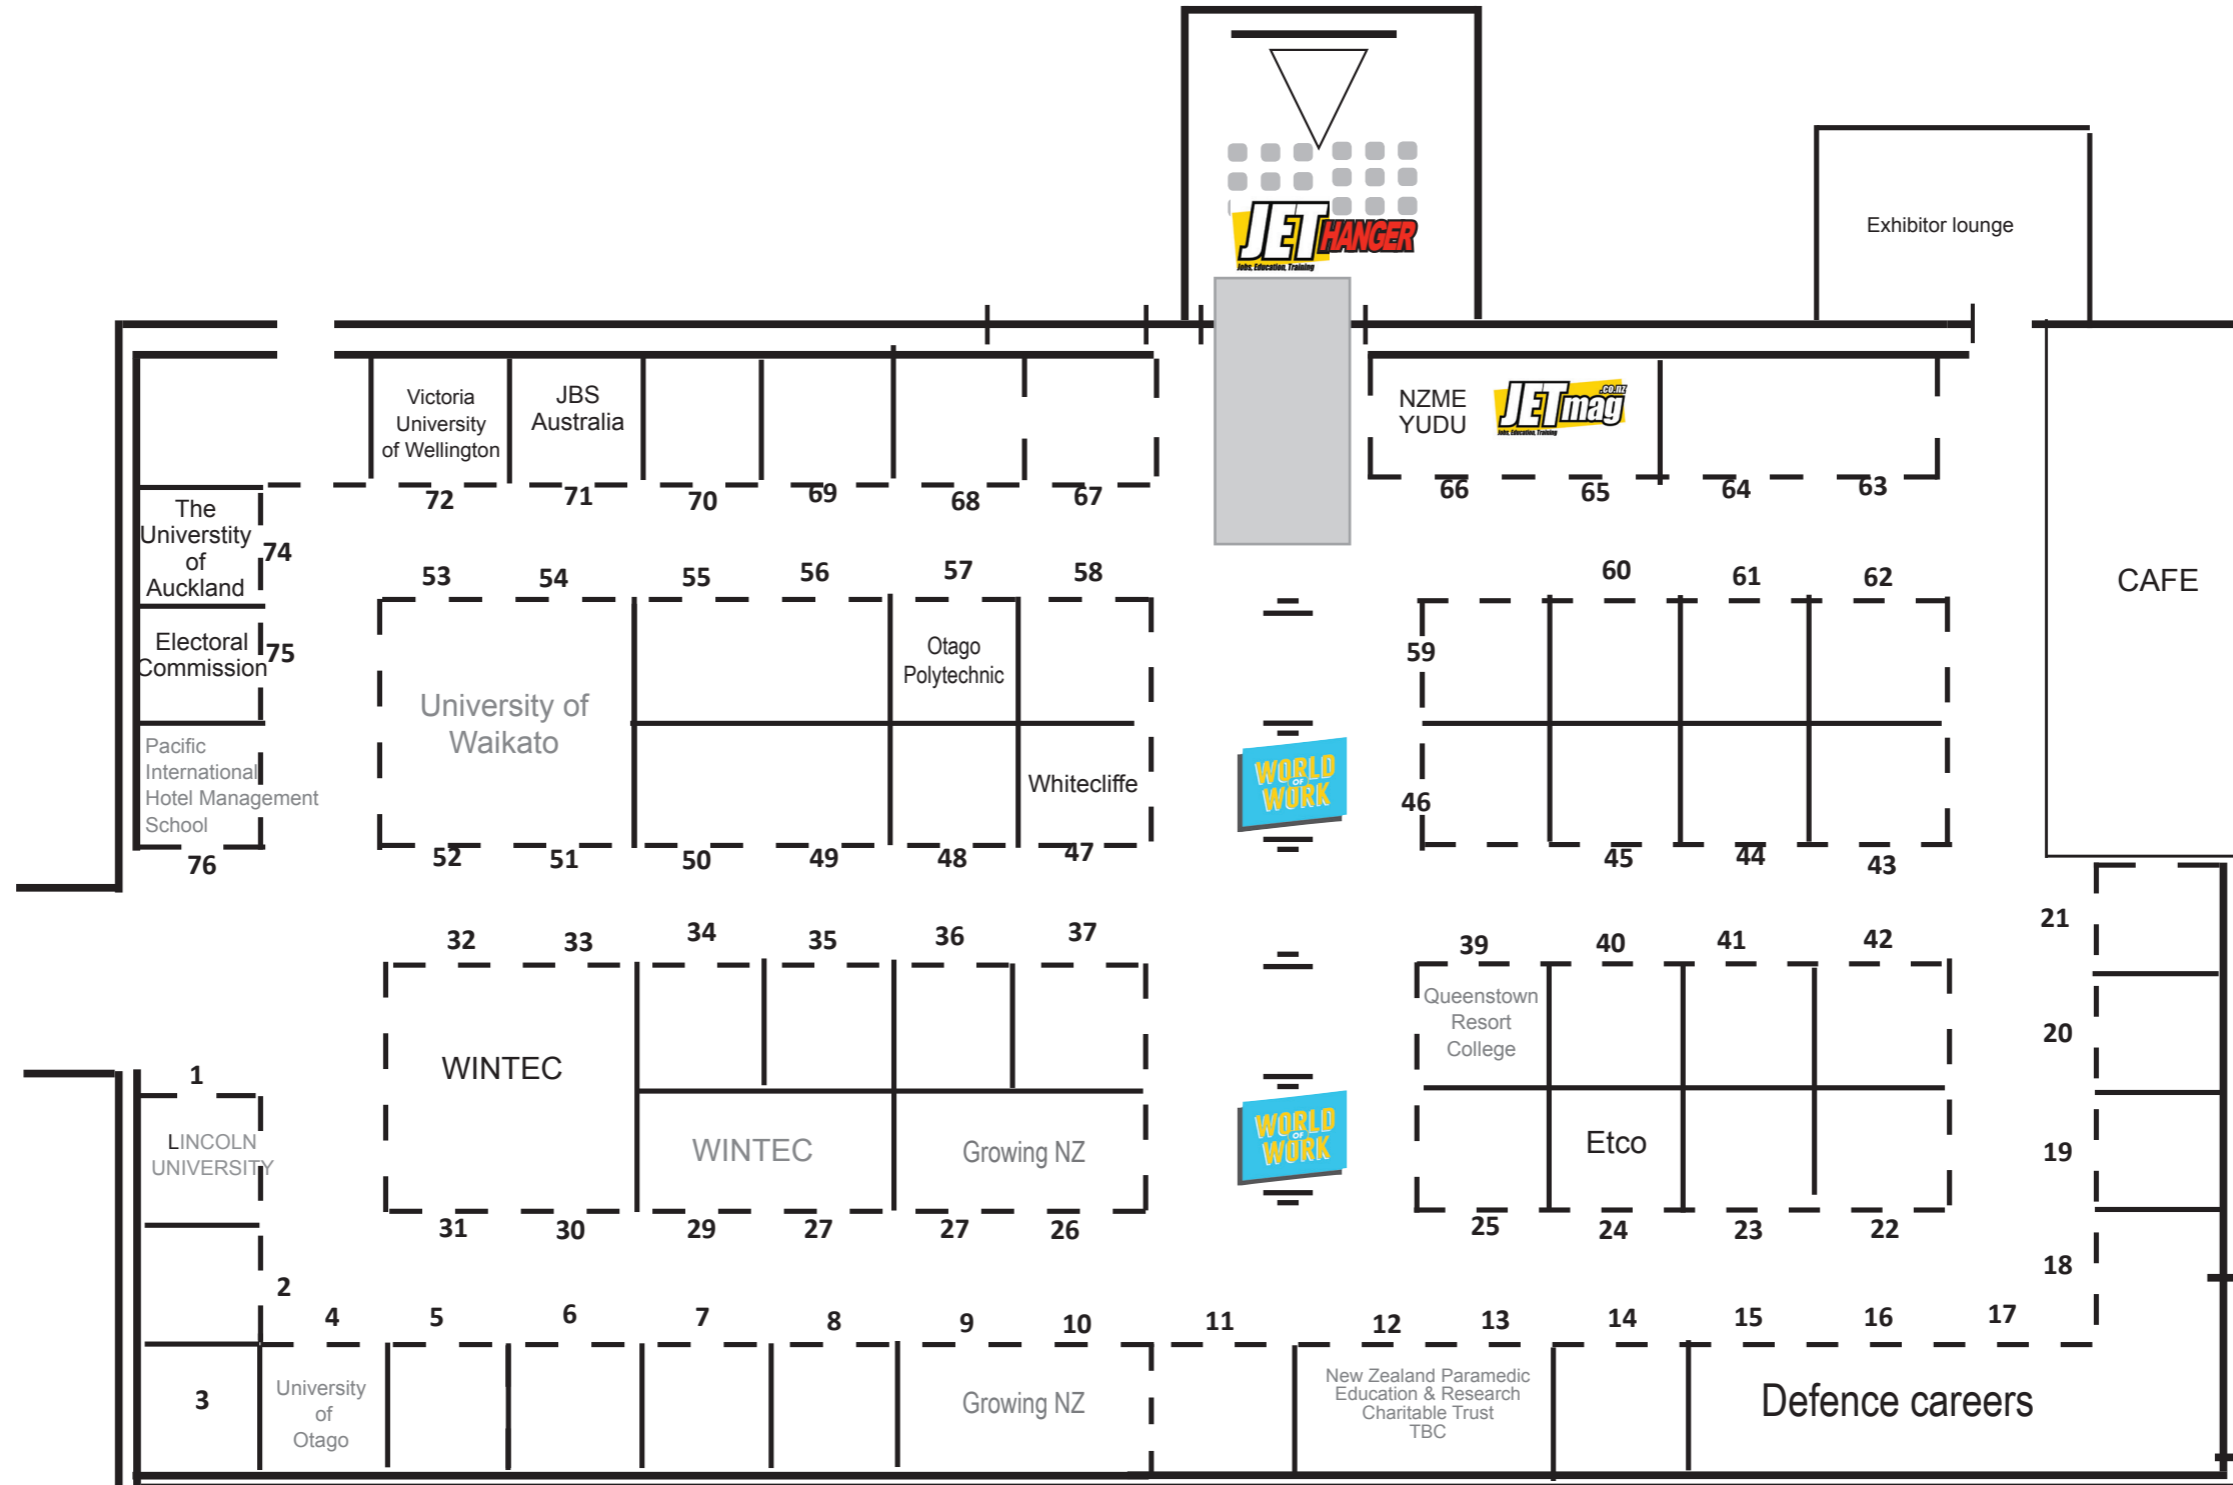 JET HANGER
Jobs, Education, Training
Exhibitor lounge
Victoria
University
of Wellington
JBS
Australia
NZME
YUDU
JETmag
.co.nz
Jobs, Education, Training
72
71
70
69
68
67
66
65
64
63
The
Universtity
of
Auckland
74
Electoral
Commission
75
Pacific
International
Hotel Management
School
76
53
54
55
56
57
58
60
61
62
59
CAFE
University of
Waikato
Otago
Polytechnic
Whitecliffe
WORLD
OF
WORK
46
52
51
50
49
48
47
45
44
43
32
33
34
35
36
37
39
40
41
42
21
20
19
18
Queenstown
Resort
College
WINTEC
WINTEC
Growing NZ
WORLD
OF
WORK
Etco
1
LINCOLN
UNIVERSITY
31
30
29
27
27
26
25
24
23
22
2
4
5
6
7
8
9
10
11
12
13
14
15
16
17
3
University
of
Otago
Growing NZ
New Zealand Paramedic
Education & Research
Charitable Trust
TBC
Defence careers